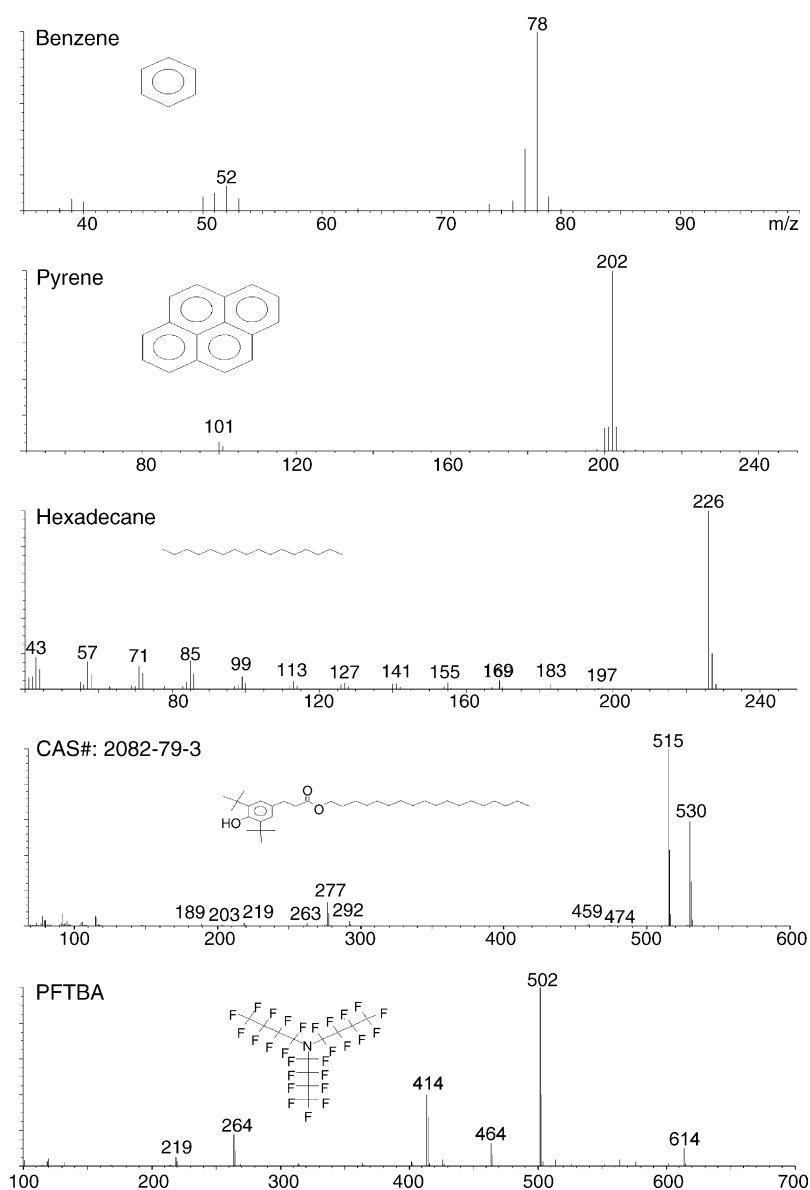 Benzene
78
52
40 50 60 70 80 90 m/z
Pyrene
202
101
80 120 160 200 240
Hexadecane
226
43 57 71 85 99 113 127 141 155 169 183 197
80 120 160 200 240
CAS#: 2082-79-3
515
O
O
HO
530
277
189 203 219 263 292 459 474
100 200 300 400 500 600
PFTBA
502
F F F F F F F F
F F F F N F F F F F F
F F
F F
F F
F F
F
414
264
219
464
614
100 200 300 400 500 600 700